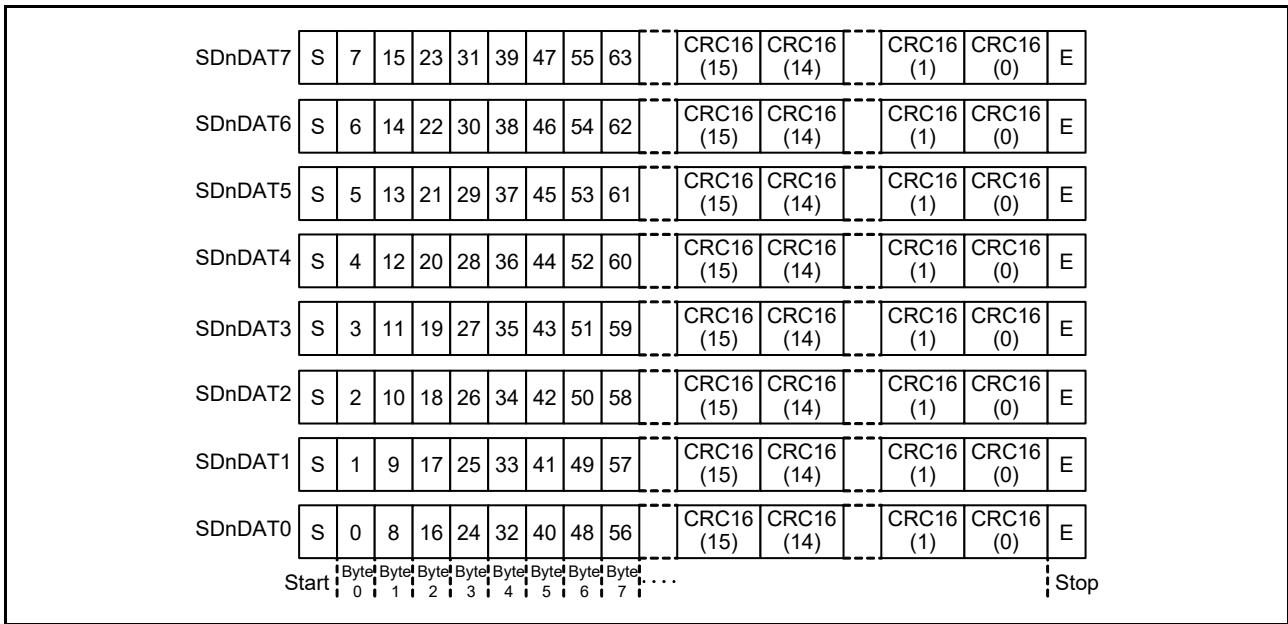 SDnDAT7 S 7 15 23 31 39 47 55 63 CRC16 (15) CRC16 (14) CRC16 (1) CRC16 (0) E
SDnDAT6 S 6 14 22 30 38 46 54 62 CRC16 (15) CRC16 (14) CRC16 (1) CRC16 (0) E
SDnDAT5 S 5 13 21 29 37 45 53 61 CRC16 (15) CRC16 (14) CRC16 (1) CRC16 (0) E
SDnDAT4 S 4 12 20 28 36 44 52 60 CRC16 (15) CRC16 (14) CRC16 (1) CRC16 (0) E
SDnDAT3 S 3 11 19 27 35 43 51 59 CRC16 (15) CRC16 (14) CRC16 (1) CRC16 (0) E
SDnDAT2 S 2 10 18 26 34 42 50 58 CRC16 (15) CRC16 (14) CRC16 (1) CRC16 (0) E
SDnDAT1 S 1 9 17 25 33 41 49 57 CRC16 (15) CRC16 (14) CRC16 (1) CRC16 (0) E
SDnDAT0 S 0 8 16 24 32 40 48 56 CRC16 (15) CRC16 (14) CRC16 (1) CRC16 (0) E
Start Byte 0 Byte 1 Byte 2 Byte 3 Byte 4 Byte 5 Byte 6 Byte 7 · · · · Stop